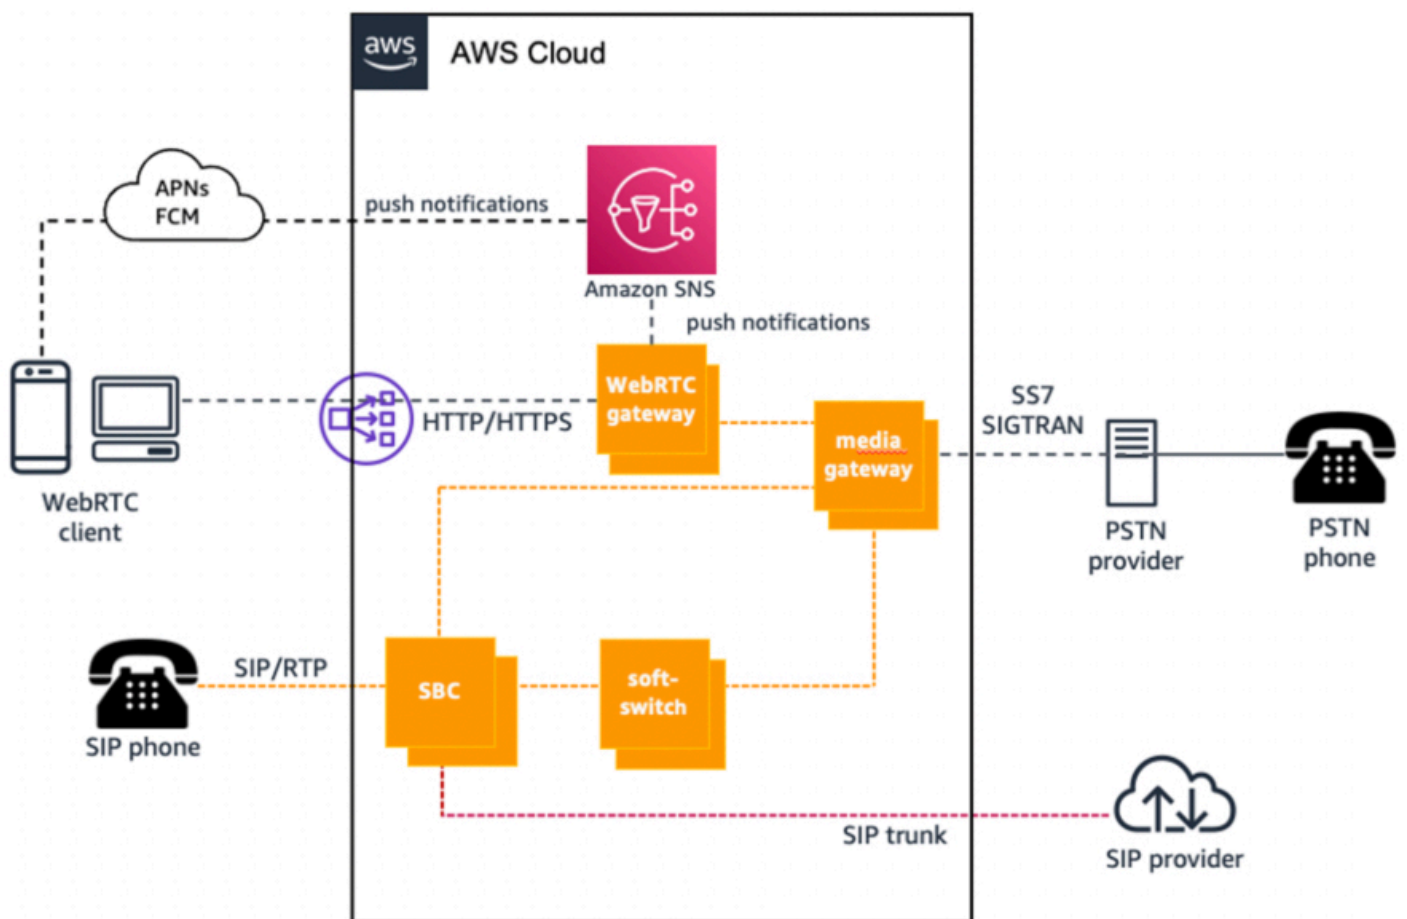 aws
AWS Cloud
APNs
FCM
push notifications
Amazon SNS
push notifications
WebRTC
gateway
HTTP/HTTPS
media
gateway
SS7
SIGTRAN
WebRTC
client
PSTN
provider
PSTN
phone
SIP/RTP
SBC
soft-
switch
SIP phone
SIP trunk
SIP provider